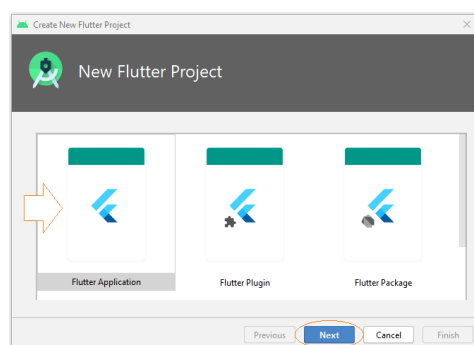 Create New Flutter Project
New Flutter Project
Flutter Application Flutter Plugin Flutter Package
Previous Next Cancel Finish